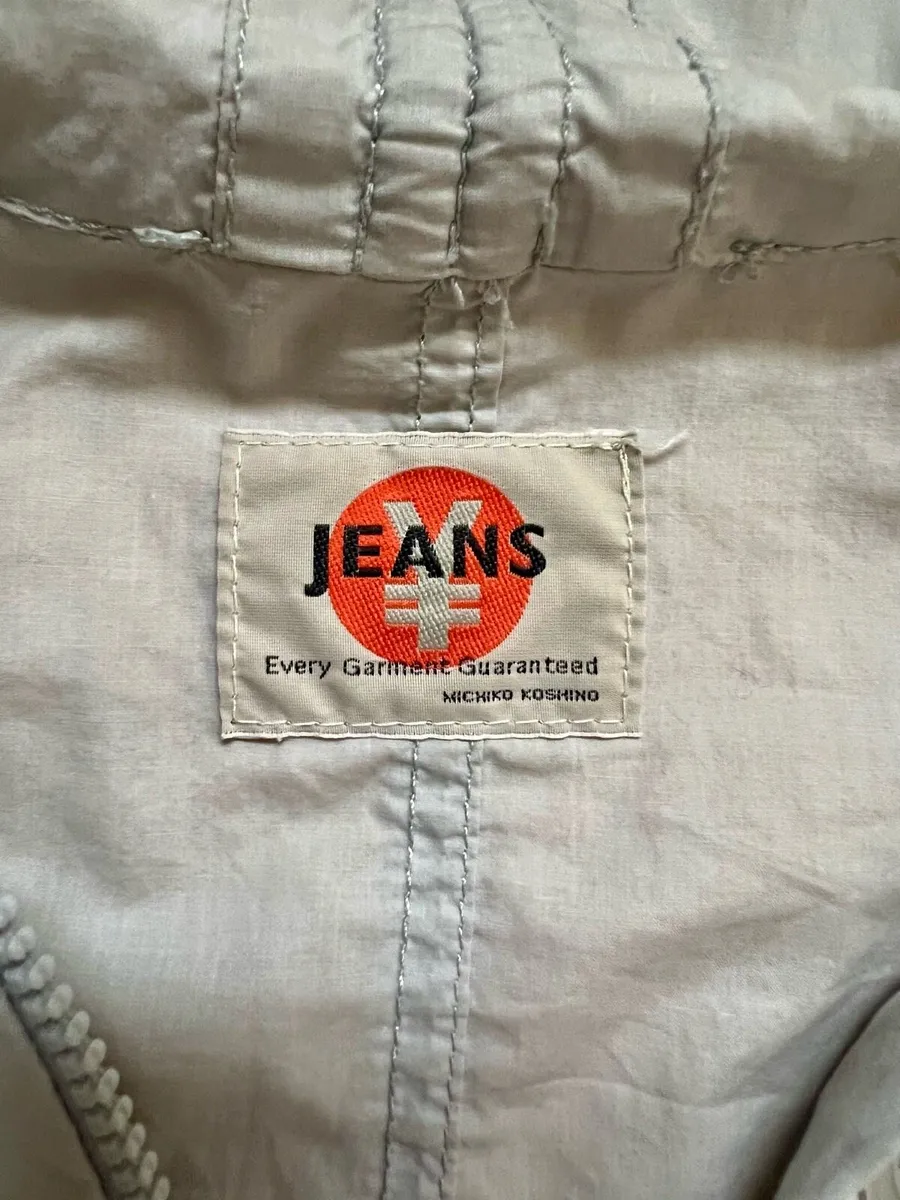 ¥
JEANS
Every Garment Guaranteed
MICHIKO KOSHINO